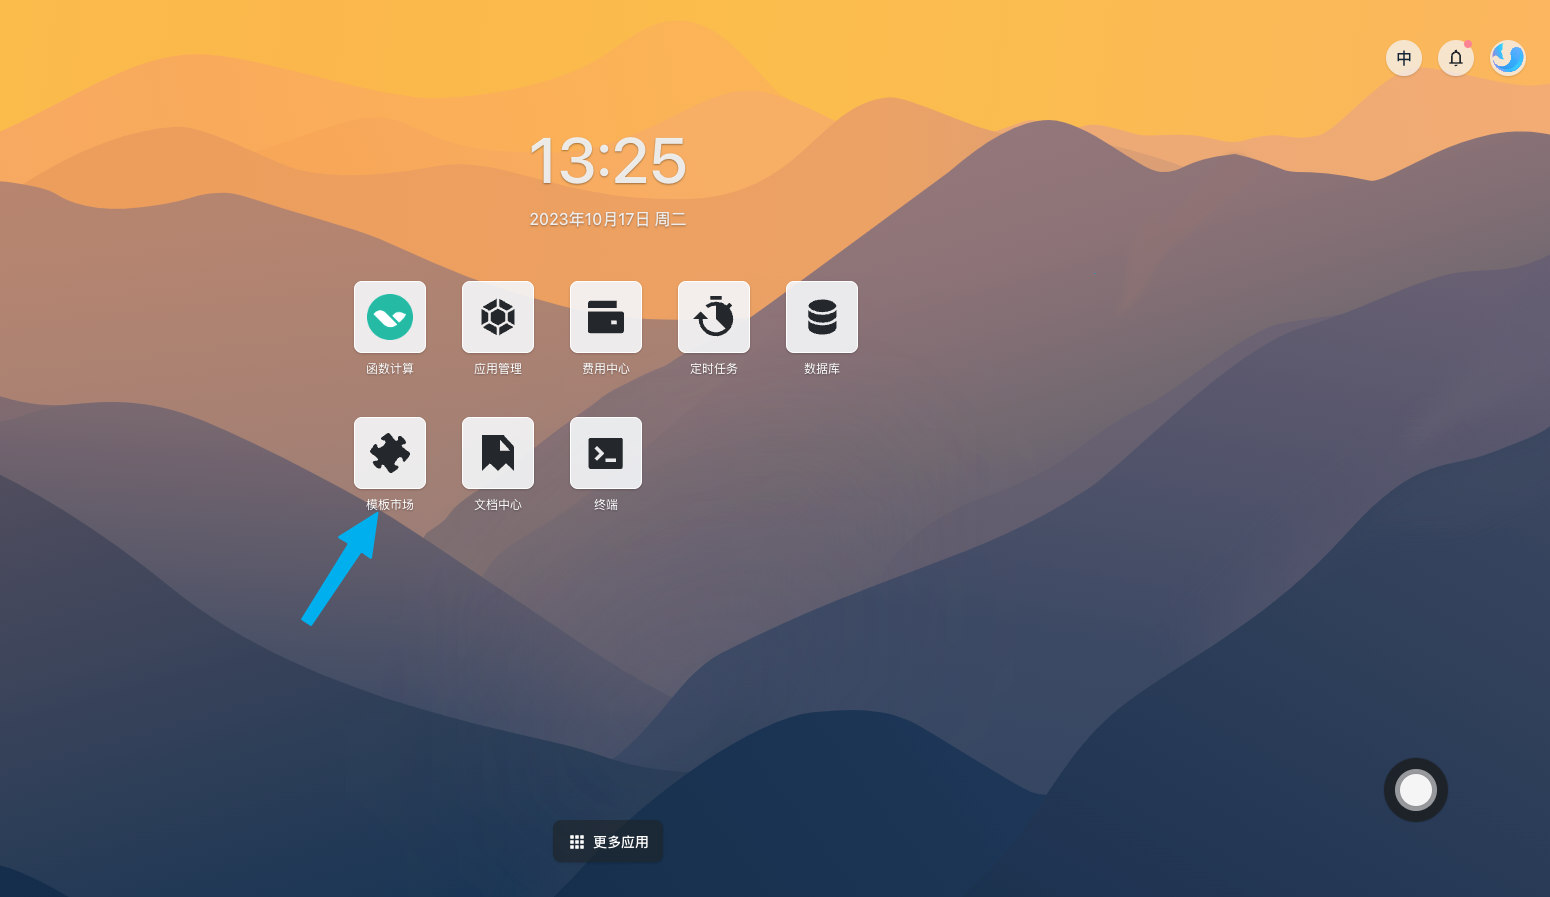 中
13:25
2023年10月17日 周二
函数计算
应用管理
费用中心
定时任务
数据库
模板市场
文档中心
终端
更多应用